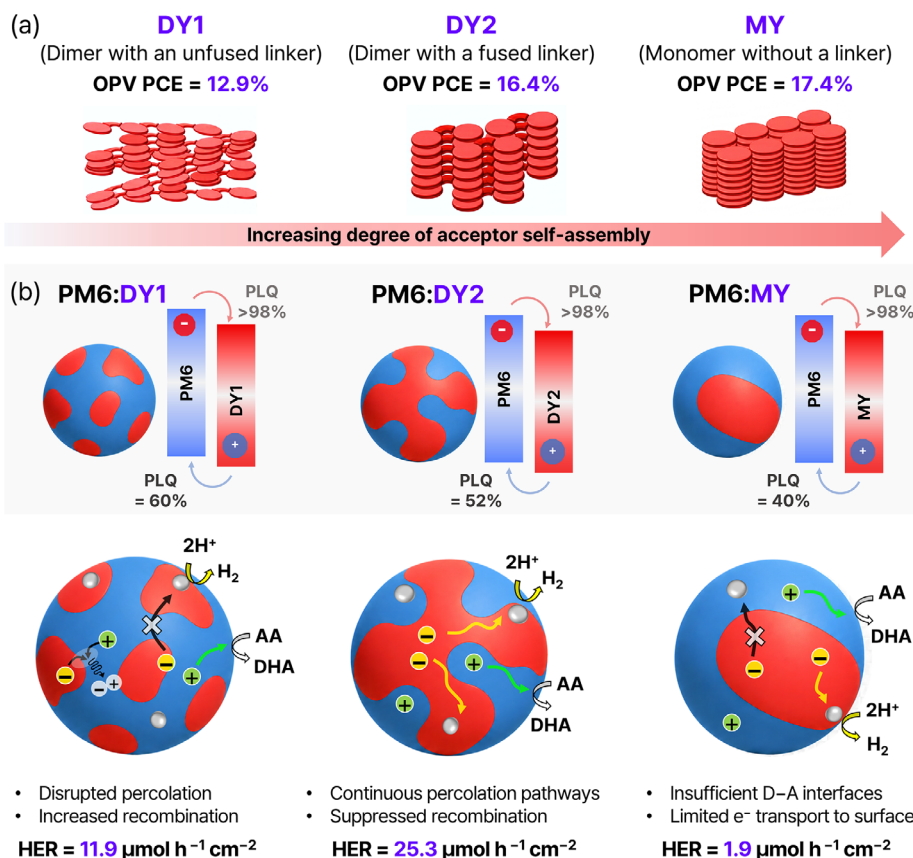 (a)
DY1
(Dimer with an unfused linker)
OPV PCE = 12.9%
DY2
(Dimer with a fused linker)
OPV PCE = 16.4%
MY
(Monomer without a linker)
OPV PCE = 17.4%
Increasing degree of acceptor self-assembly
(b)
PM6:DY1
PLQ
>98%
−
PM6
DY1
+
PLQ
= 60%
PM6:DY2
PLQ
>98%
−
PM6
DY2
+
PLQ
= 52%
PM6:MY
PLQ
>98%
−
PM6
MY
+
PLQ
= 40%
2H⁺
H₂
+
−
−
+
−
+
AA
DHA
2H⁺
H₂
−
−
+
+
AA
DHA
+
−
−
+
AA
DHA
2H⁺
H₂
• Disrupted percolation
• Increased recombination
HER = 11.9 μmol h⁻¹ cm⁻²
• Continuous percolation pathways
• Suppressed recombination
HER = 25.3 μmol h⁻¹ cm⁻²
• Insufficient D–A interfaces
• Limited e⁻ transport to surface
HER = 1.9 μmol h⁻¹ cm⁻²